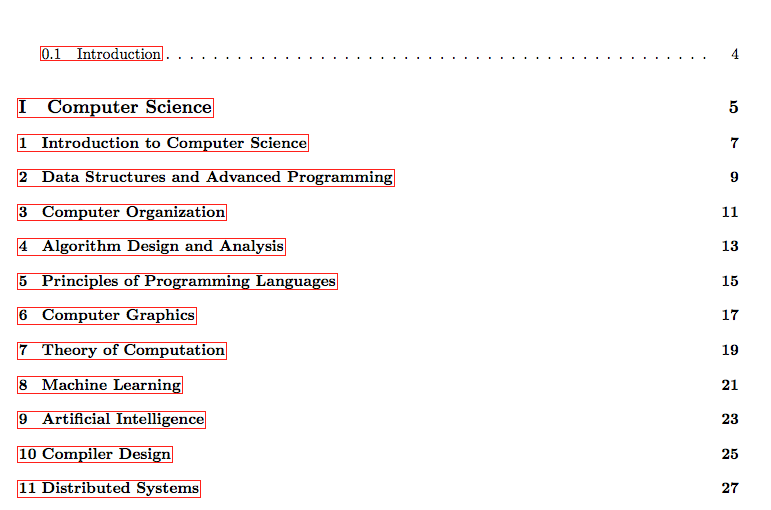 0.1 Introduction . . . . . . . . . . . . . . . . . . . . . . . . . . . . . . . . . . . . . . . . . . . . . . 4
I Computer Science 5
1 Introduction to Computer Science 7
2 Data Structures and Advanced Programming 9
3 Computer Organization 11
4 Algorithm Design and Analysis 13
5 Principles of Programming Languages 15
6 Computer Graphics 17
7 Theory of Computation 19
8 Machine Learning 21
9 Artificial Intelligence 23
10 Compiler Design 25
11 Distributed Systems 27